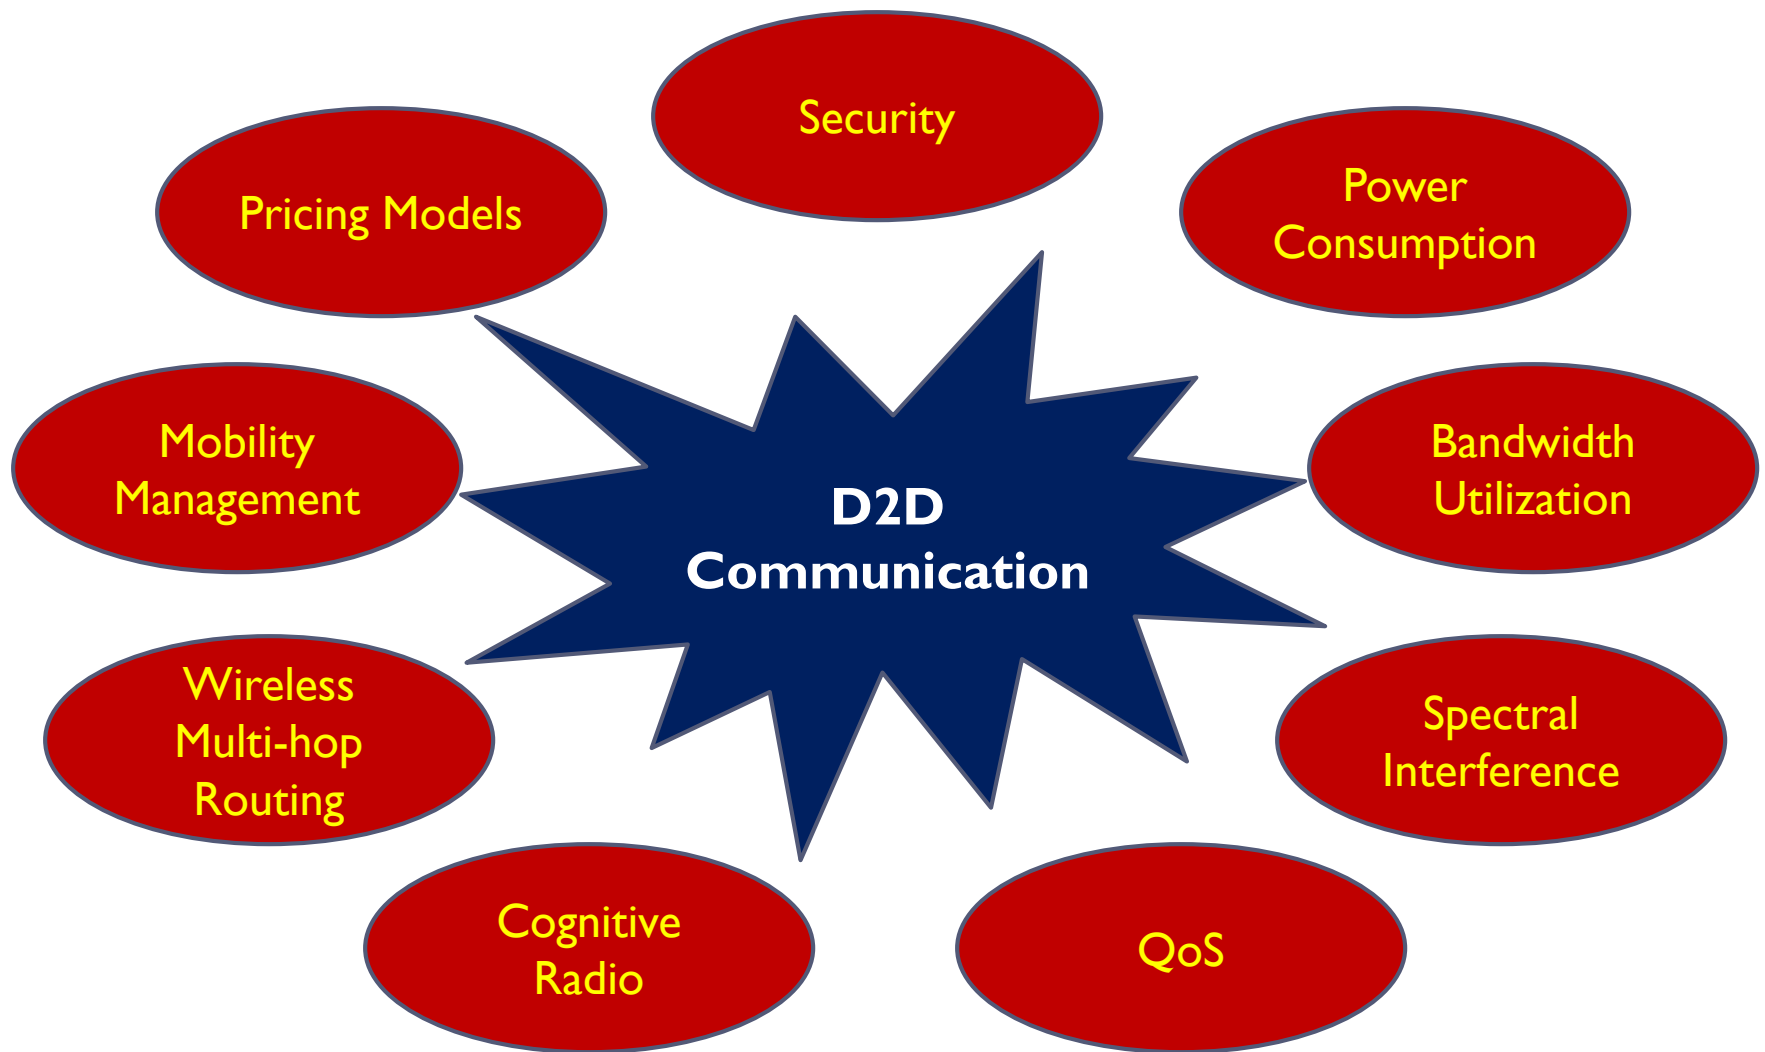 Security
Pricing Models
Power
Consumption
Mobility
Management
Bandwidth
Utilization
D2D
Communication
Wireless
Multi-hop
Routing
Spectral
Interference
Cognitive
Radio
QoS